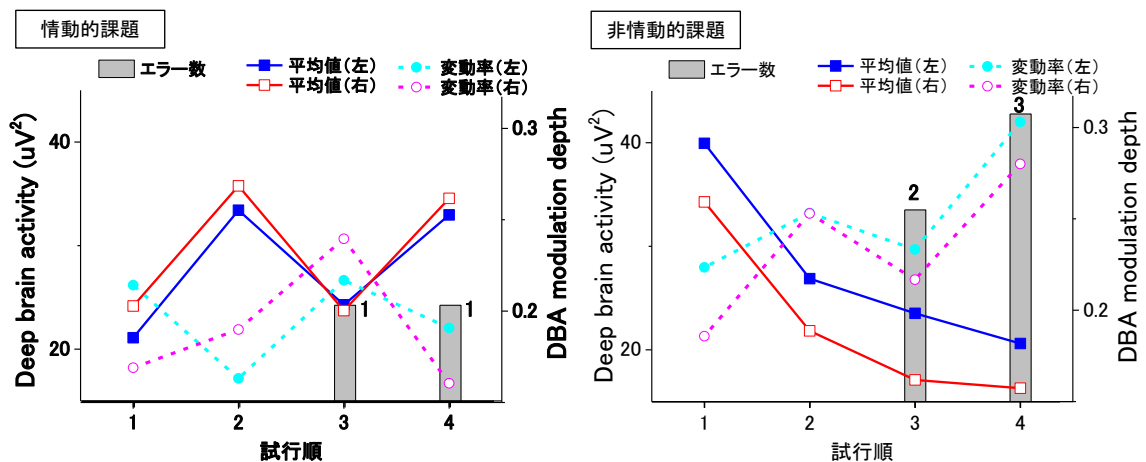 情動的課題
エラー数
平均値(左)
変動率(左)
平均値(右)
変動率(右)
Deep brain activity (uV²)
40
20
1
1
0.3
0.2
DBA modulation depth
1 2 3 4
試行順
非情動的課題
エラー数
平均値(左)
変動率(左)
平均値(右)
変動率(右)
Deep brain activity (uV²)
40
20
2
3
0.3
0.2
DBA modulation depth
1 2 3 4
試行順